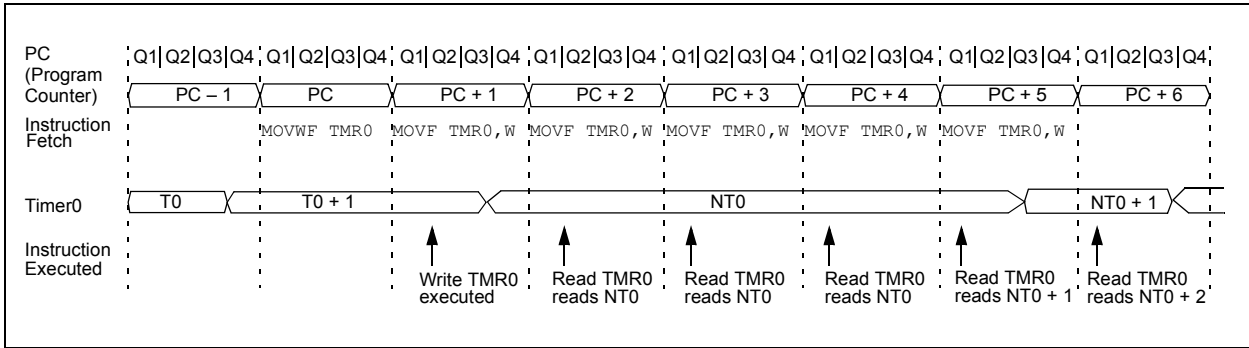 PC
(Program
Counter)
Q1 Q2 Q3 Q4 Q1 Q2 Q3 Q4 Q1 Q2 Q3 Q4 Q1 Q2 Q3 Q4 Q1 Q2 Q3 Q4 Q1 Q2 Q3 Q4 Q1 Q2 Q3 Q4 Q1 Q2 Q3 Q4
PC – 1 PC PC + 1 PC + 2 PC + 3 PC + 4 PC + 5 PC + 6
Instruction
Fetch
MOVWF TMR0 MOVF TMR0,W MOVF TMR0,W MOVF TMR0,W MOVF TMR0,W MOVF TMR0,W
Timer0
T0 T0 + 1 NT0 NT0 + 1
Instruction
Executed
Write TMR0
executed
Read TMR0
reads NT0
Read TMR0
reads NT0
Read TMR0
reads NT0
Read TMR0
reads NT0 + 1
Read TMR0
reads NT0 + 2